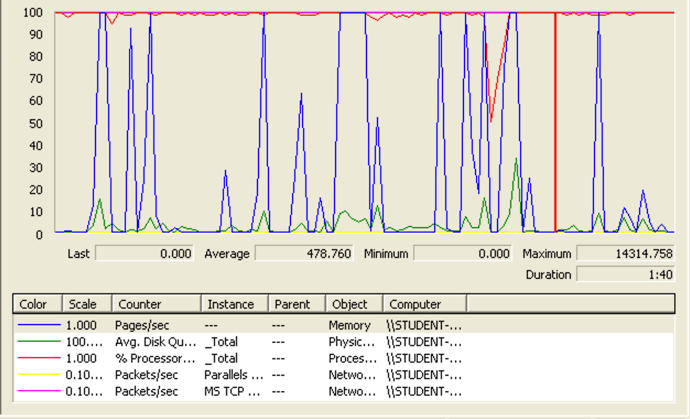 100
90
80
70
60
50
40
30
20
10
0
Last 0.000 Average 478.760 Minimum 0.000 Maximum 14314.758
Duration 1:40
Color Scale Counter Instance Parent Object Computer
1.000 Pages/sec --- --- Memory \\STUDENT-...
100.... Avg. Disk Qu... _Total --- Physic... \\STUDENT-...
1.000 % Processor... _Total --- Proces... \\STUDENT-...
0.10... Packets/sec Parallels ... --- Netwo... \\STUDENT-...
0.10... Packets/sec MS TCP ... --- Netwo... \\STUDENT-...